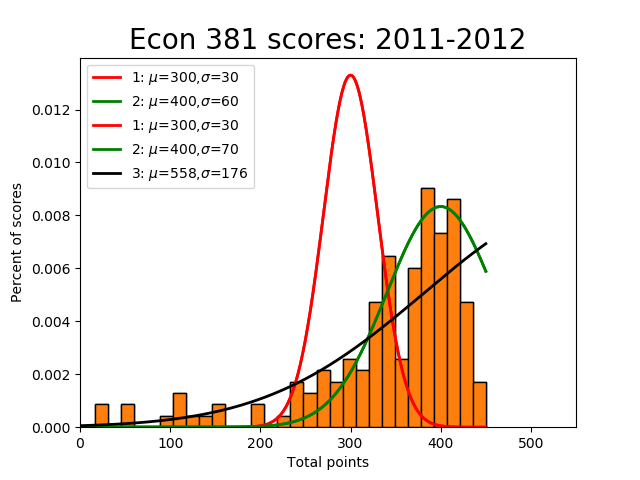 Econ 381 scores: 2011-2012
1: μ=300,σ=30
2: μ=400,σ=60
1: μ=300,σ=30
2: μ=400,σ=70
3: μ=558,σ=176
Percent of scores
0.012
0.010
0.008
0.006
0.004
0.002
0.000
0 100 200 300 400 500
Total points